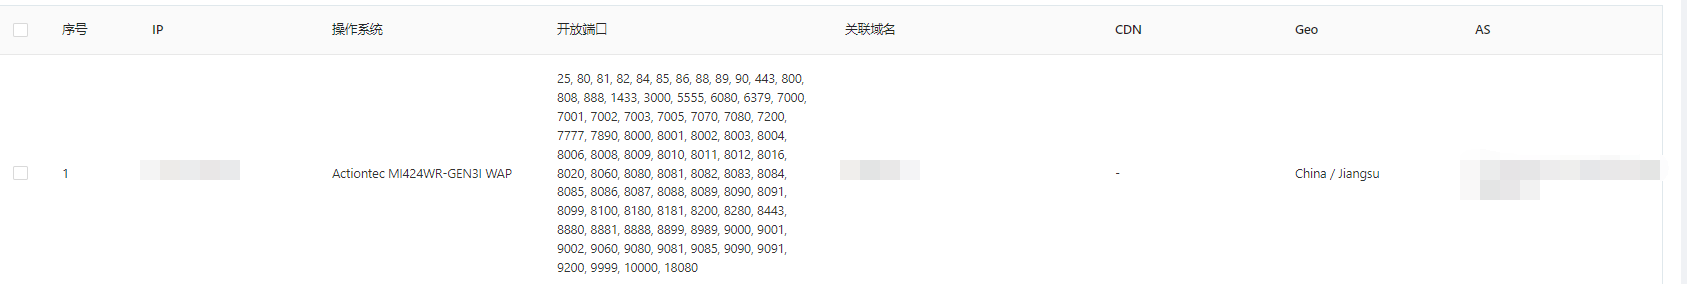 序号 IP 操作系统 开放端口 关联域名 CDN Geo AS
25, 80, 81, 82, 84, 85, 86, 88, 89, 90, 443, 800,
808, 888, 1433, 3000, 5555, 6080, 6379, 7000,
7001, 7002, 7003, 7005, 7070, 7080, 7200,
7777, 7890, 8000, 8001, 8002, 8003, 8004,
8006, 8008, 8009, 8010, 8011, 8012, 8016,
1 Actiontec MI424WR-GEN3I WAP 8020, 8060, 8080, 8081, 8082, 8083, 8084, - China / Jiangsu
8085, 8086, 8087, 8088, 8089, 8090, 8091,
8099, 8100, 8180, 8181, 8200, 8280, 8443,
8880, 8881, 8888, 8899, 8989, 9000, 9001,
9002, 9060, 9080, 9081, 9085, 9090, 9091,
9200, 9999, 10000, 18080